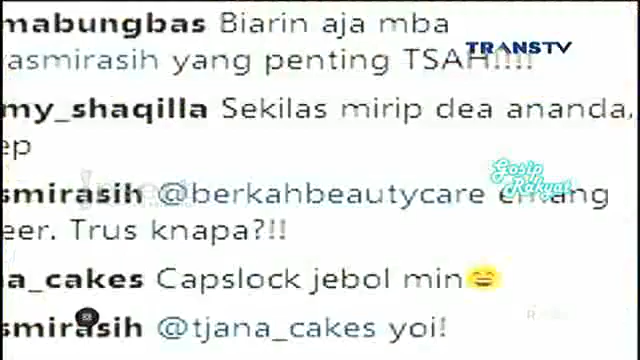 mabungbas Biarin aja mba
asmirasih yang penting TSAH!!!!
TRANSTV
my_shaqilla Sekilas mirip dea ananda,
ep
Gosip
Rakyat
smirasih @berkahbeautycare emang
eer. Trus knapa?!!
a_cakes Capslock jebol min😄
smirasih @tjana_cakes yoi!